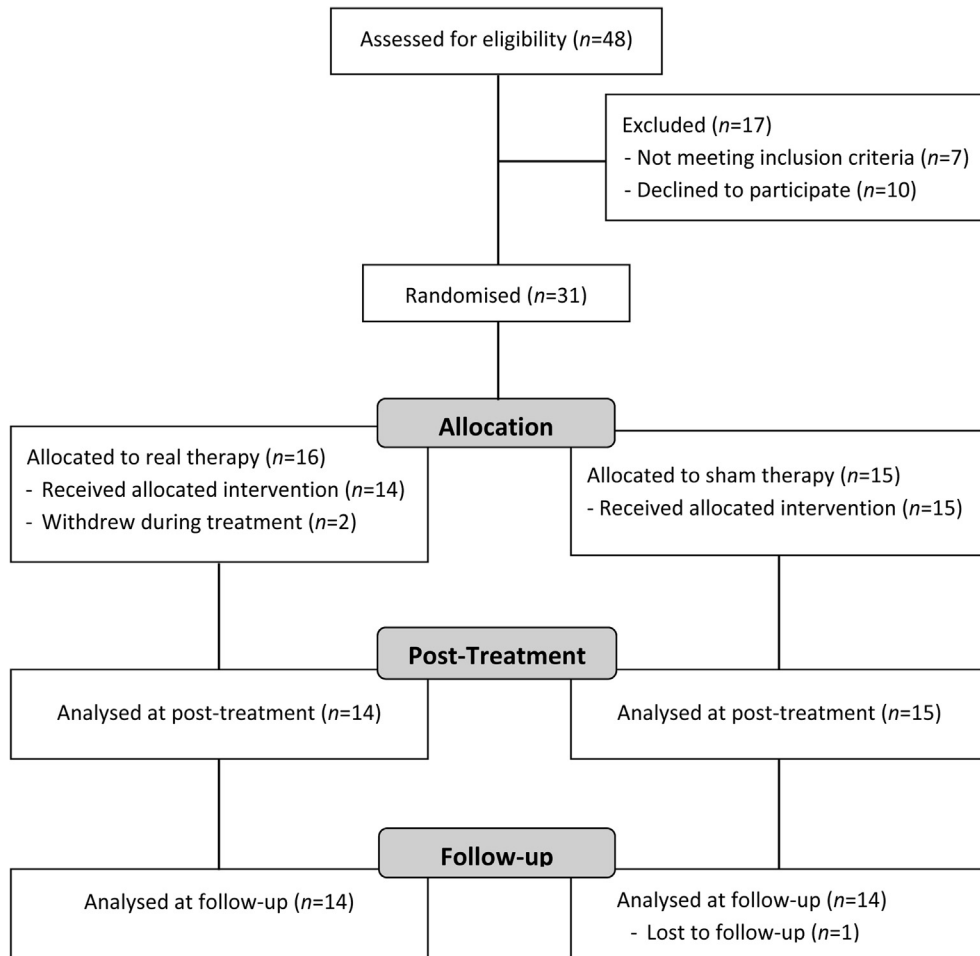 Assessed for eligibility (n=48)
Excluded (n=17)
- Not meeting inclusion criteria (n=7)
- Declined to participate (n=10)
Randomised (n=31)
Allocation
Allocated to real therapy (n=16)
- Received allocated intervention (n=14)
- Withdrew during treatment (n=2)
Allocated to sham therapy (n=15)
- Received allocated intervention (n=15)
Post-Treatment
Analysed at post-treatment (n=14)
Analysed at post-treatment (n=15)
Follow-up
Analysed at follow-up (n=14)
Analysed at follow-up (n=14)
- Lost to follow-up (n=1)